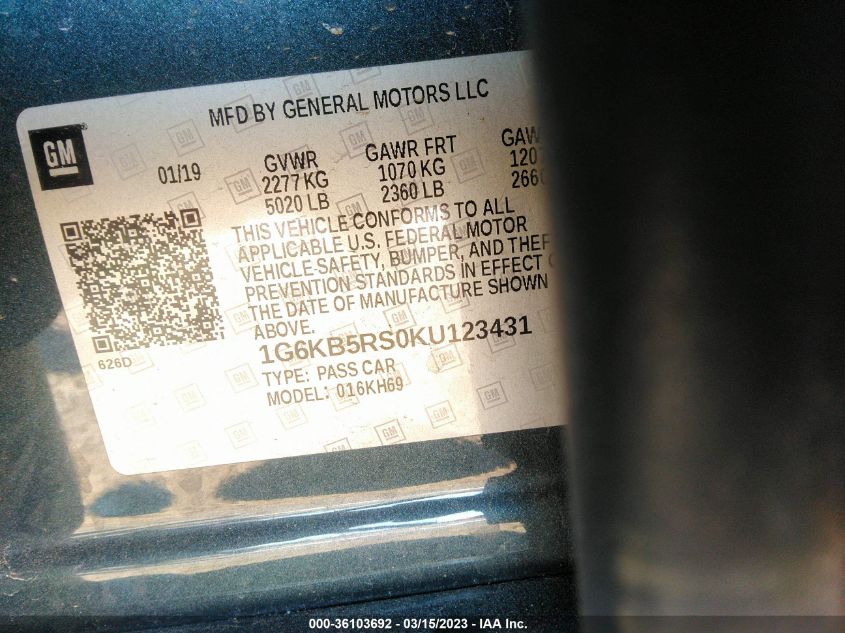 MFD BY GENERAL MOTORS LLC
GM
01/19 GVWR GAWR FRT
2277 KG 1070 KG
5020 LB 2360 LB
THIS VEHICLE CONFORMS TO ALL
APPLICABLE U.S. FEDERAL MOTOR
VEHICLE SAFETY, BUMPER, AND THEF
PREVENTION STANDARDS IN EFFECT
THE DATE OF MANUFACTURE SHOWN
ABOVE.
626D
1G6KB5RS0KU123431
TYPE: PASS CAR
MODEL: 016KH69
000-36103692 - 03/15/2023 - IAA Inc.